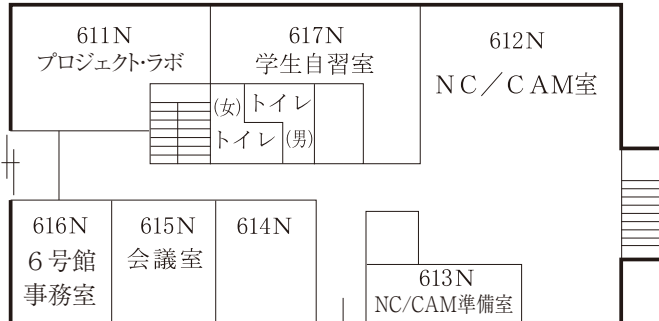 611N
プロジェクト・ラボ
617N
学生自習室
612N
NC／CAM室
(女)
トイレ
トイレ
(男)
616N
６号館
事務室
615N
会議室
614N
613N
NC/CAM準備室